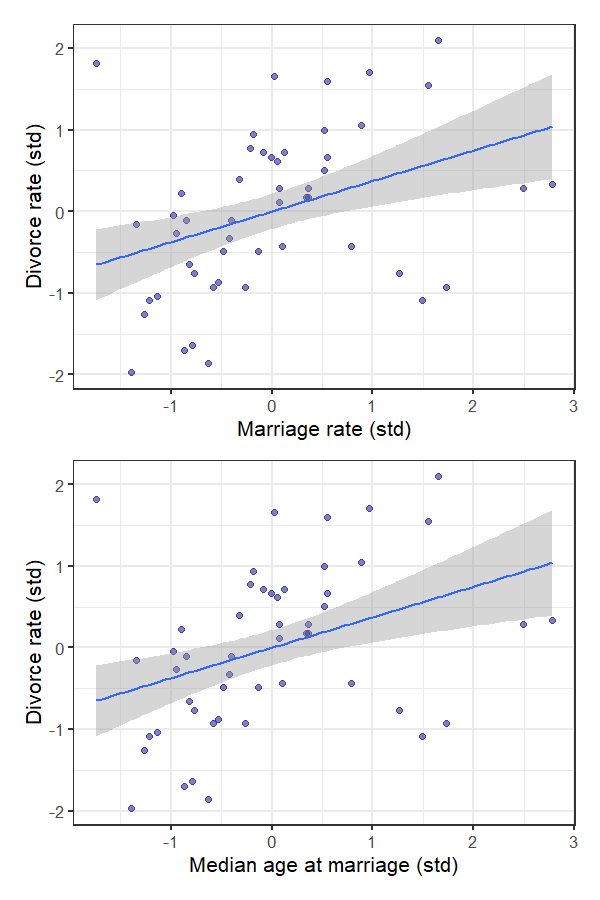 2
1
0
-1
-2
Divorce rate (std)
-1 0 1 2 3
Marriage rate (std)
2
1
0
-1
-2
Divorce rate (std)
-1 0 1 2 3
Median age at marriage (std)